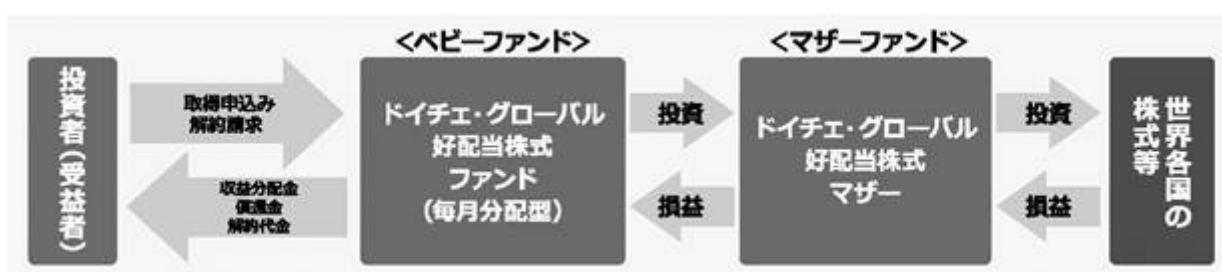 <ベビーファンド>
<マザーファンド>
投資者(受益者)
取得申込み
解約請求
収益分配金
償還金
解約代金
ドイチェ・グローバル
好配当株式
ファンド
(毎月分配型)
投資
損益
ドイチェ・グローバル
好配当株式
マザー
投資
損益
世界各国の
株式等